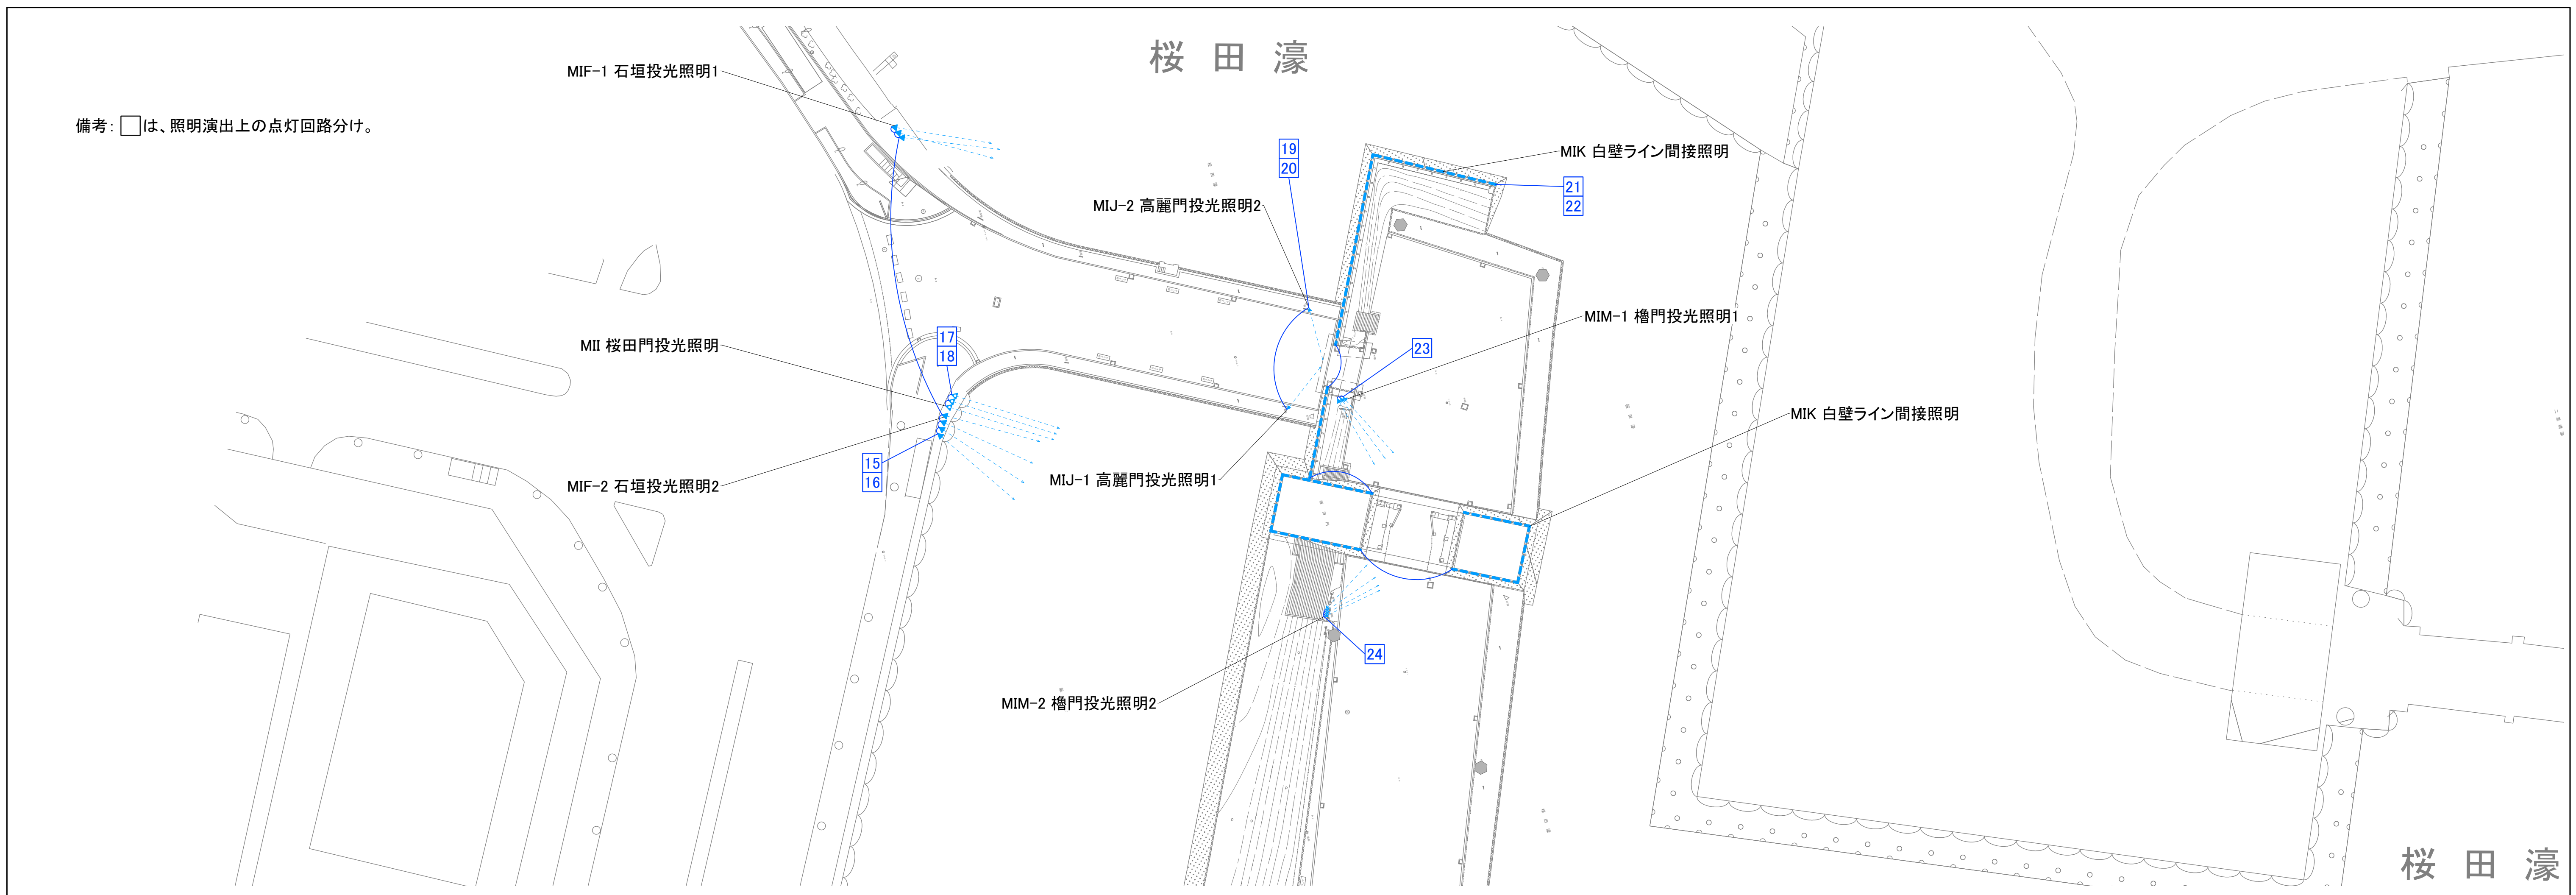 桜田濠
MIF-1 石垣投光照明1
備考：□は、照明演出上の点灯回路分け。
19
20
MIK 白壁ライン間接照明
21
22
MIJ-2 高麗門投光照明2
MIM-1 櫓門投光照明1
17
18
MII 桜田門投光照明
23
MIK 白壁ライン間接照明
15
16
MIF-2 石垣投光照明2
MIJ-1 高麗門投光照明1
24
MIM-2 櫓門投光照明2
桜田濠